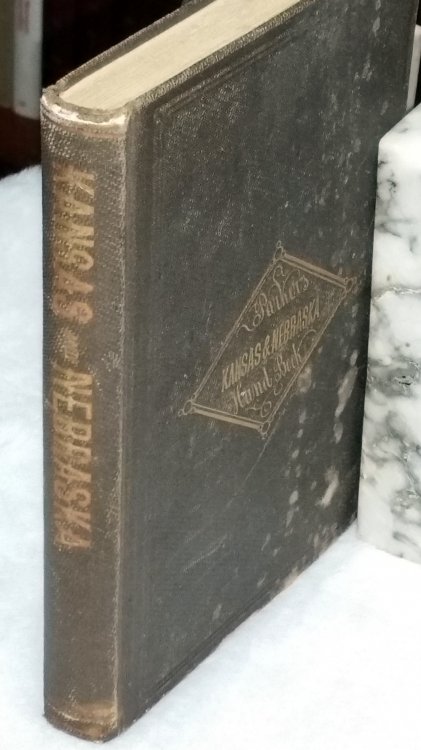 KANSAS AND NEBRASKA
Parker's
KANSAS & NEBRASKA
Hand Book